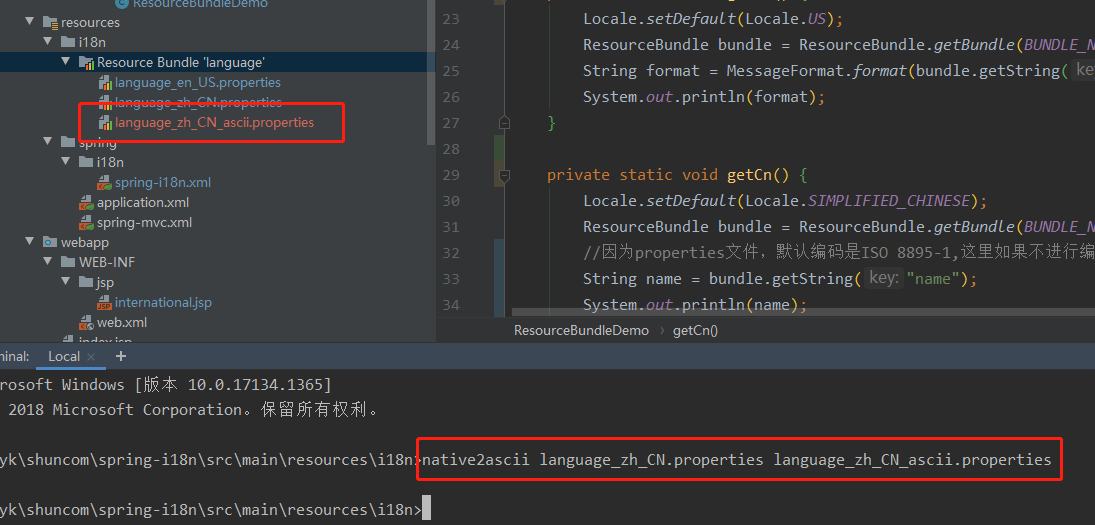 ResourceBundleDemo
resources
i18n
Resource Bundle 'language'
language_en_US.properties
language_zh_CN.properties
language_zh_CN_ascii.properties
spring
i18n
spring-i18n.xml
application.xml
spring-mvc.xml
webapp
WEB-INF
jsp
JSP international.jsp
web.xml
index.jsp
23 Locale.setDefault(Locale.US);
24 ResourceBundle bundle = ResourceBundle.getBundle(BUNDLE_N
25 String format = MessageFormat.format(bundle.getString( ke
26 System.out.println(format);
27 }
28
29 private static void getCn() {
30 Locale.setDefault(Locale.SIMPLIFIED_CHINESE);
31 ResourceBundle bundle = ResourceBundle.getBundle(BUNDLE_N
32 //因为properties文件，默认编码是ISO 8895-1,这里如果不进行编
33 String name = bundle.getString( key: "name");
34 System.out.println(name);
ResourceBundleDemo › getCn()
minal: Local × +
rosoft Windows [版本 10.0.17134.1365]
2018 Microsoft Corporation。保留所有权利。
yk\shuncom\spring-i18n\src\main\resources\i18n>native2ascii language_zh_CN.properties language_zh_CN_ascii.properties
yk\shuncom\spring-i18n\src\main\resources\i18n>